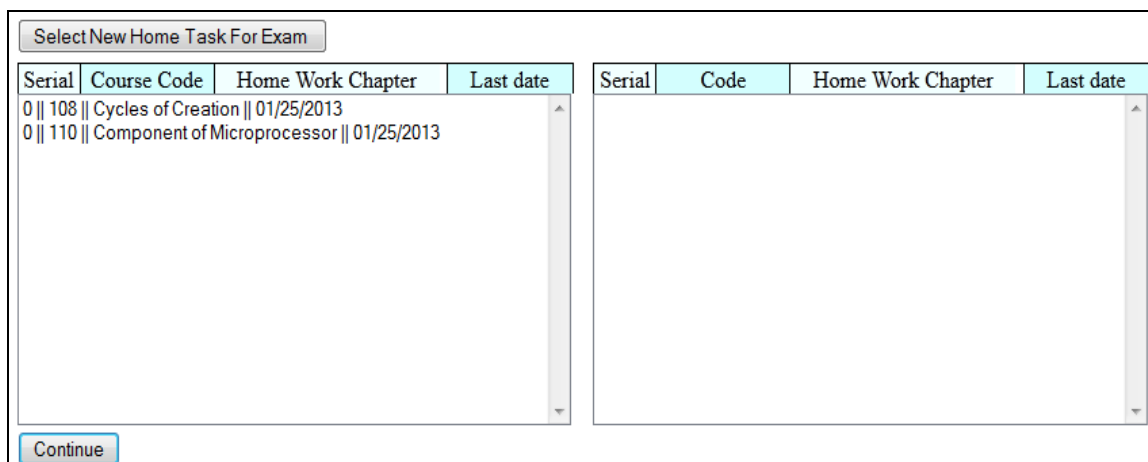 Select New Home Task For Exam
Serial Course Code Home Work Chapter Last date
0 || 108 || Cycles of Creation || 01/25/2013
0 || 110 || Component of Microprocessor || 01/25/2013
Serial Code Home Work Chapter Last date
Continue